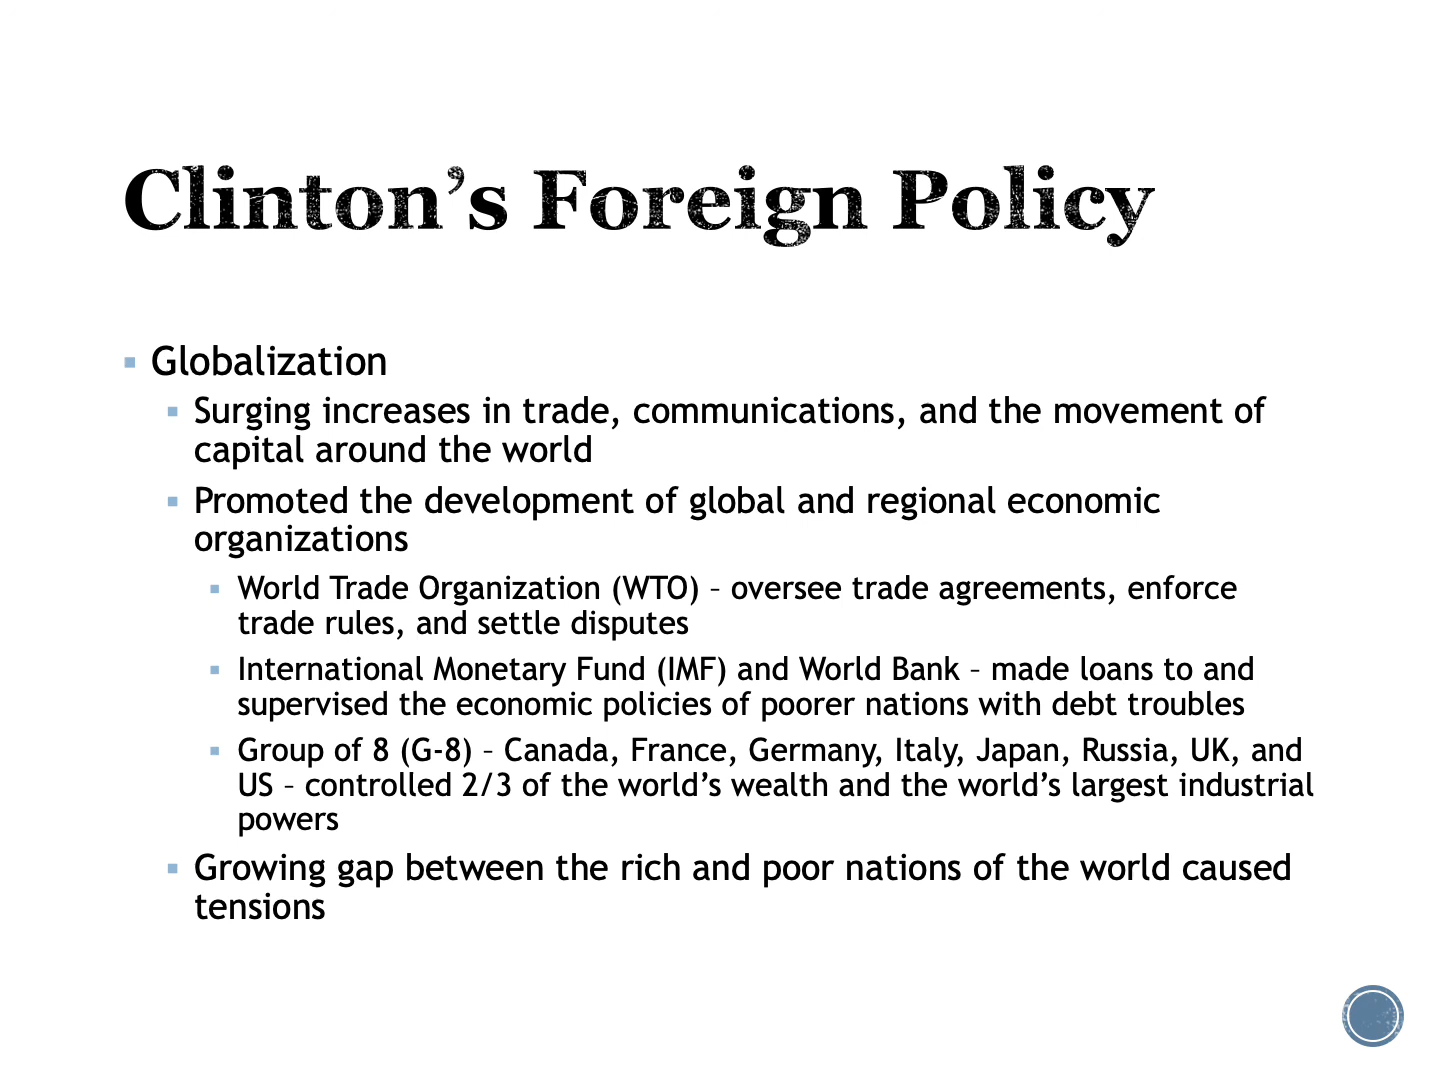 Clinton’s Foreign Policy
▪ Globalization
▪ Surging increases in trade, communications, and the movement of
capital around the world
▪ Promoted the development of global and regional economic
organizations
▪ World Trade Organization (WTO) – oversee trade agreements, enforce
trade rules, and settle disputes
▪ International Monetary Fund (IMF) and World Bank – made loans to and
supervised the economic policies of poorer nations with debt troubles
▪ Group of 8 (G-8) – Canada, France, Germany, Italy, Japan, Russia, UK, and
US – controlled 2/3 of the world’s wealth and the world’s largest industrial
powers
▪ Growing gap between the rich and poor nations of the world caused
tensions